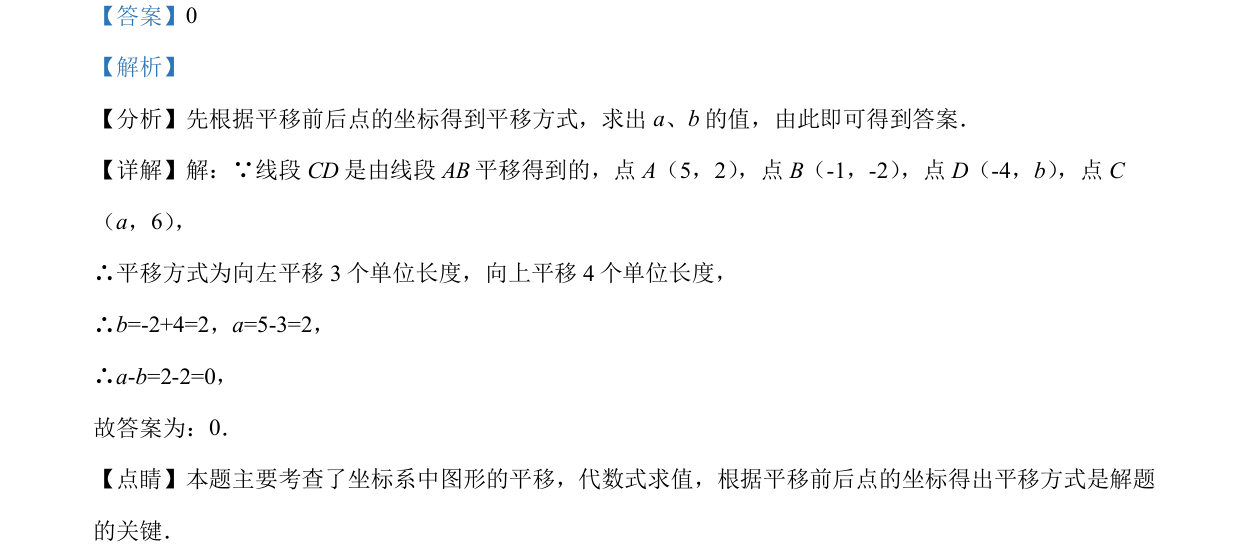 【答案】0
【解析】
【分析】先根据平移前后点的坐标得到平移方式，求出 a、b 的值，由此即可得到答案．
【详解】解：∵线段 CD 是由线段 AB 平移得到的，点 A（5，2），点 B（-1，-2），点 D（-4，b），点 C
（a，6），
∴平移方式为向左平移 3 个单位长度，向上平移 4 个单位长度，
∴b=-2+4=2，a=5-3=2，
∴a-b=2-2=0，
故答案为：0．
【点睛】本题主要考查了坐标系中图形的平移，代数式求值，根据平移前后点的坐标得出平移方式是解题
的关键．